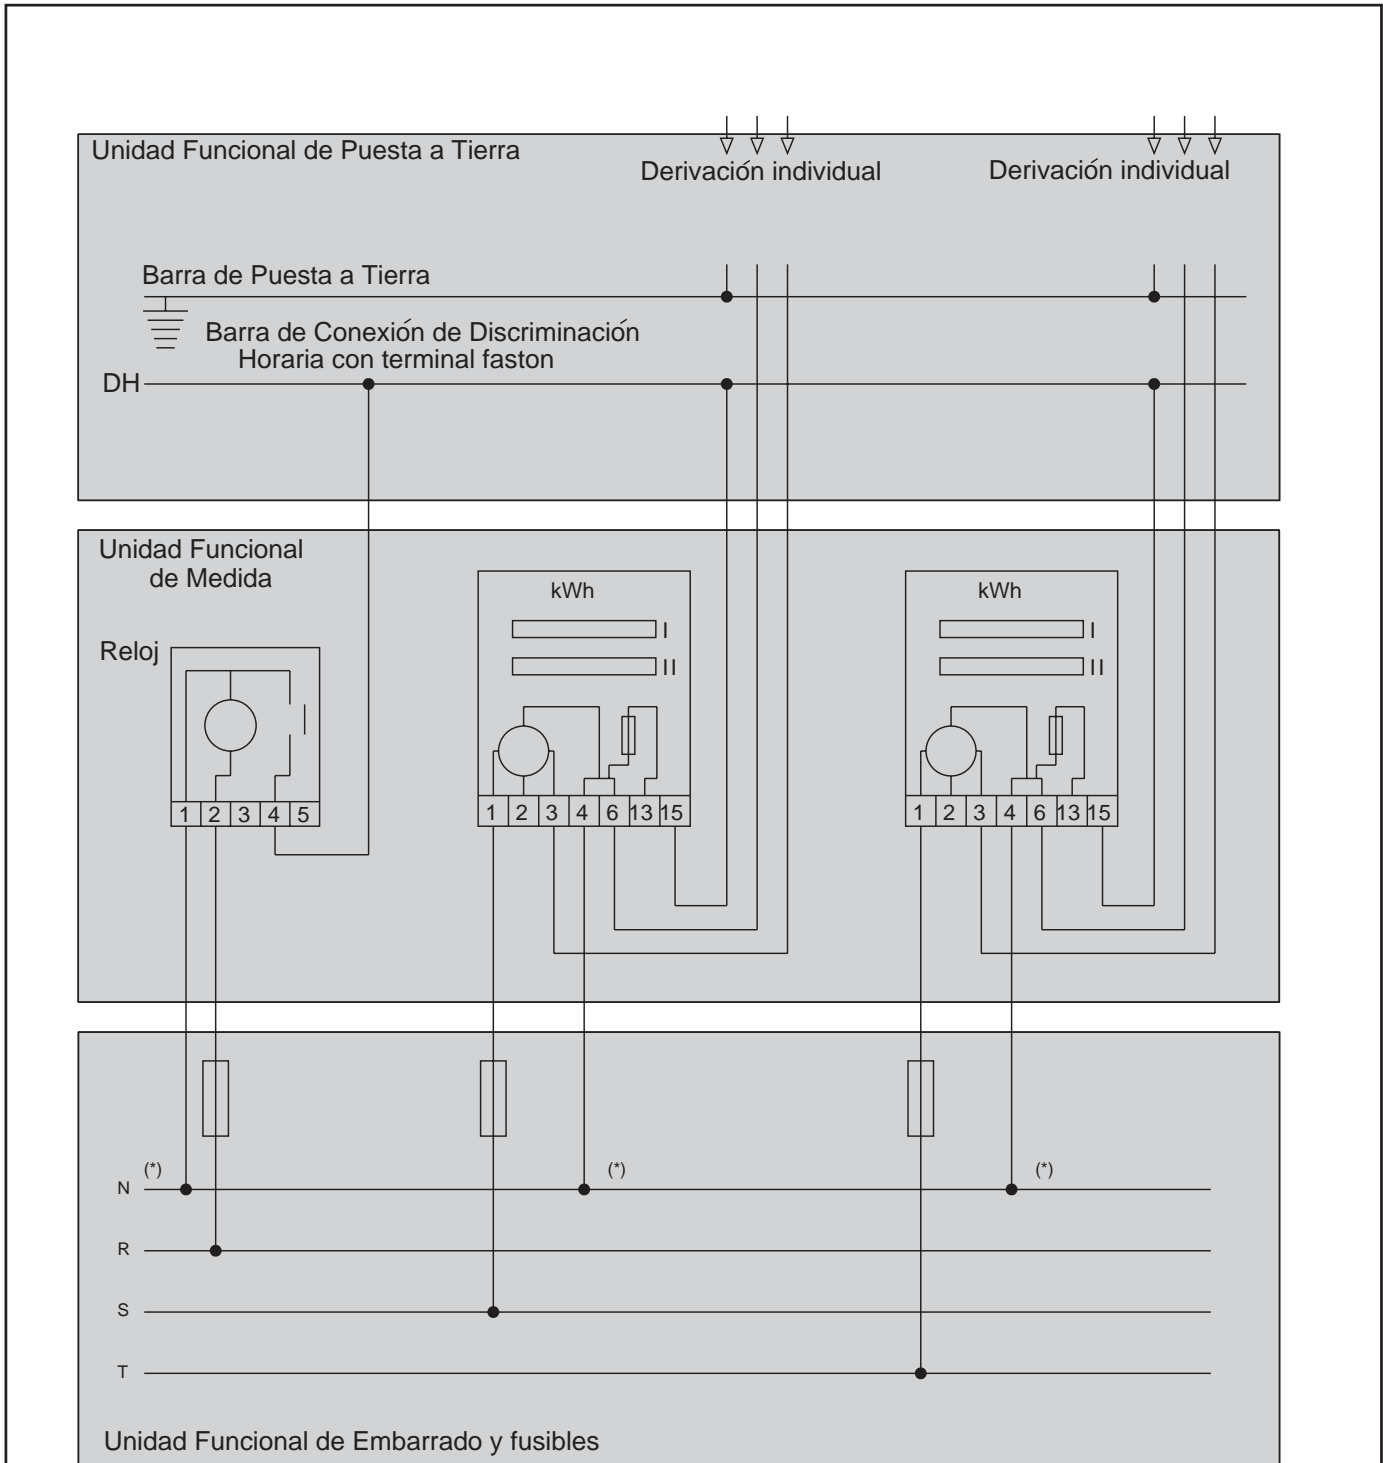 Unidad Funcional de Puesta a Tierra
Derivación individual
Derivación individual
Barra de Puesta a Tierra
Barra de Conexión de Discriminación
Horaria con terminal faston
DH
Unidad Funcional
de Medida
Reloj
1 2 3 4 5
kWh
I
II
1 2 3 4 6 13 15
kWh
I
II
1 2 3 4 6 13 15
(*) (*) (*)
N
R
S
T
Unidad Funcional de Embarrado y fusibles